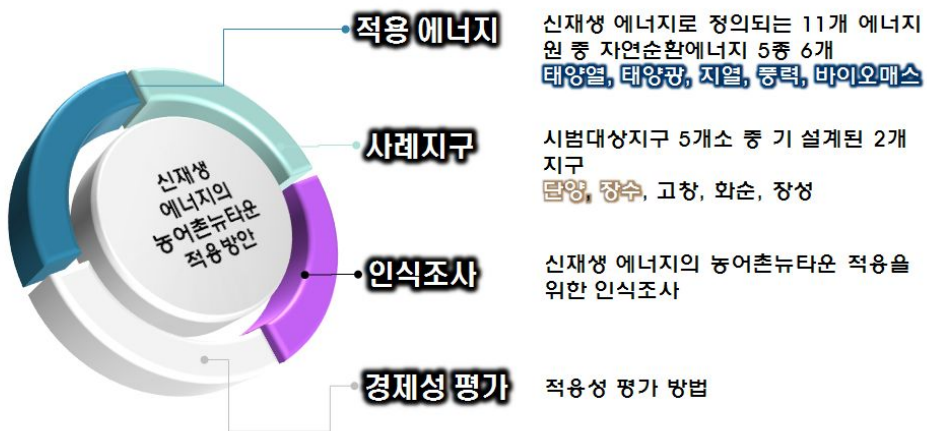 적용 에너지
신재생 에너지로 정의되는 11개 에너지
원 중 자연순환에너지 5종 6개
태양열, 태양광, 지열, 풍력, 바이오매스
사례지구
시범대상지구 5개소 중 기 설계된 2개
지구
단양, 장수, 고창, 화순, 장성
신재생
에너지의
농어촌뉴타운
적용방안
인식조사
신재생 에너지의 농어촌뉴타운 적용을
위한 인식조사
경제성 평가
적용성 평가 방법